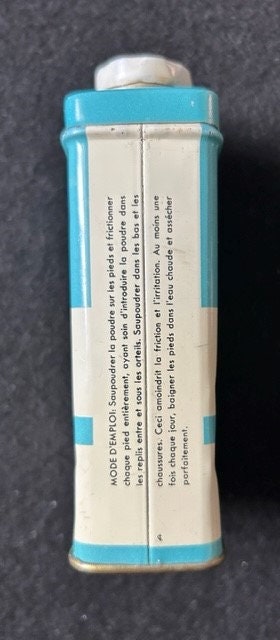 MODE D'EMPLOI: Saupoudrer la poudre sur les pieds et frictionner
chaque pied entièrement, ayant soin d'introduire la poudre dans
les replis entre et sous les orteils. Saupoudrer dans les bas et les
chaussures. Ceci amoindrit la friction et l'irritation. Au moins une
fois chaque jour, baigner les pieds dans l'eau chaude et assécher
parfaitement.